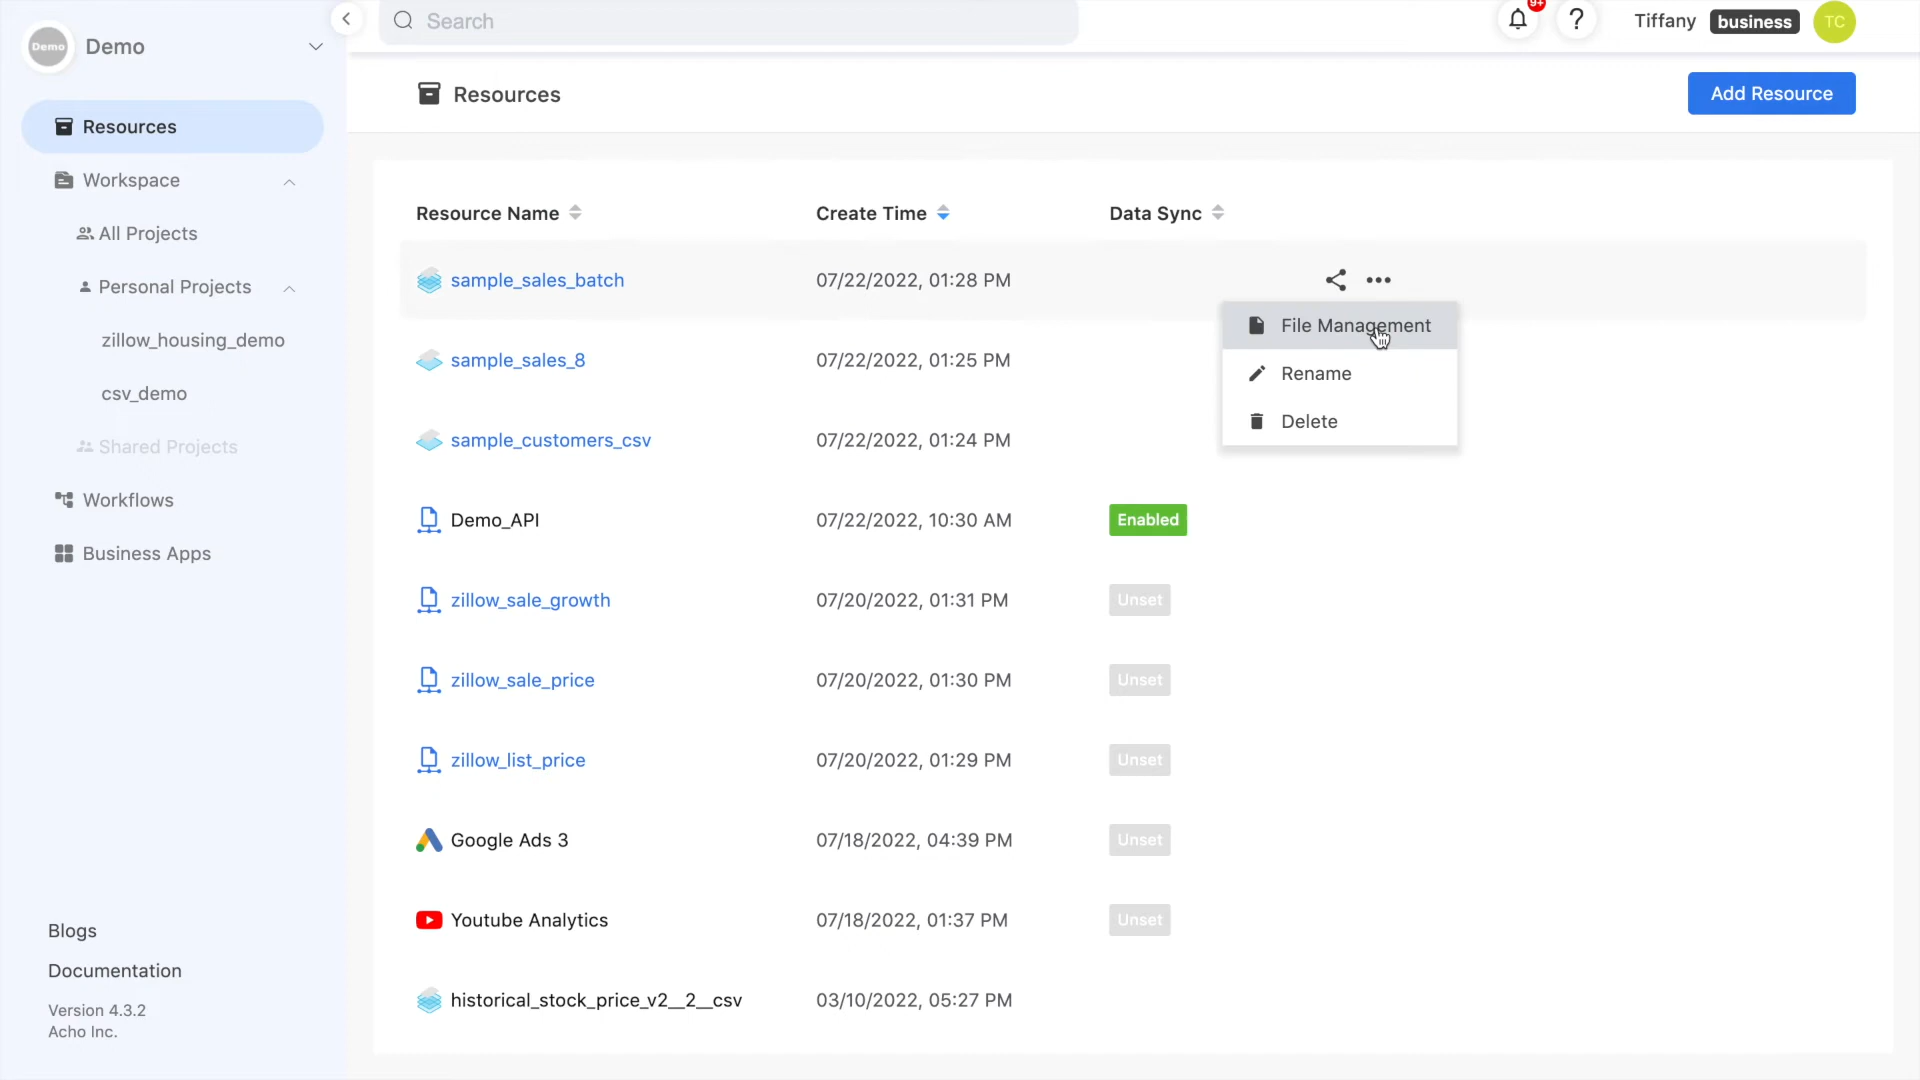 Demo
Demo
Search
9+
?
Tiffany
business
TC
Resources
Add Resource
Resources
Workspace
All Projects
Personal Projects
zillow_housing_demo
csv_demo
Shared Projects
Workflows
Business Apps
Blogs
Documentation
Version 4.3.2
Acho Inc.
Resource Name Create Time Data Sync
sample_sales_batch 07/22/2022, 01:28 PM
File Management
Rename
Delete
sample_sales_8 07/22/2022, 01:25 PM
sample_customers_csv 07/22/2022, 01:24 PM
Demo_API 07/22/2022, 10:30 AM Enabled
zillow_sale_growth 07/20/2022, 01:31 PM Unset
zillow_sale_price 07/20/2022, 01:30 PM Unset
zillow_list_price 07/20/2022, 01:29 PM Unset
Google Ads 3 07/18/2022, 04:39 PM Unset
Youtube Analytics 07/18/2022, 01:37 PM Unset
historical_stock_price_v2__2__csv 03/10/2022, 05:27 PM